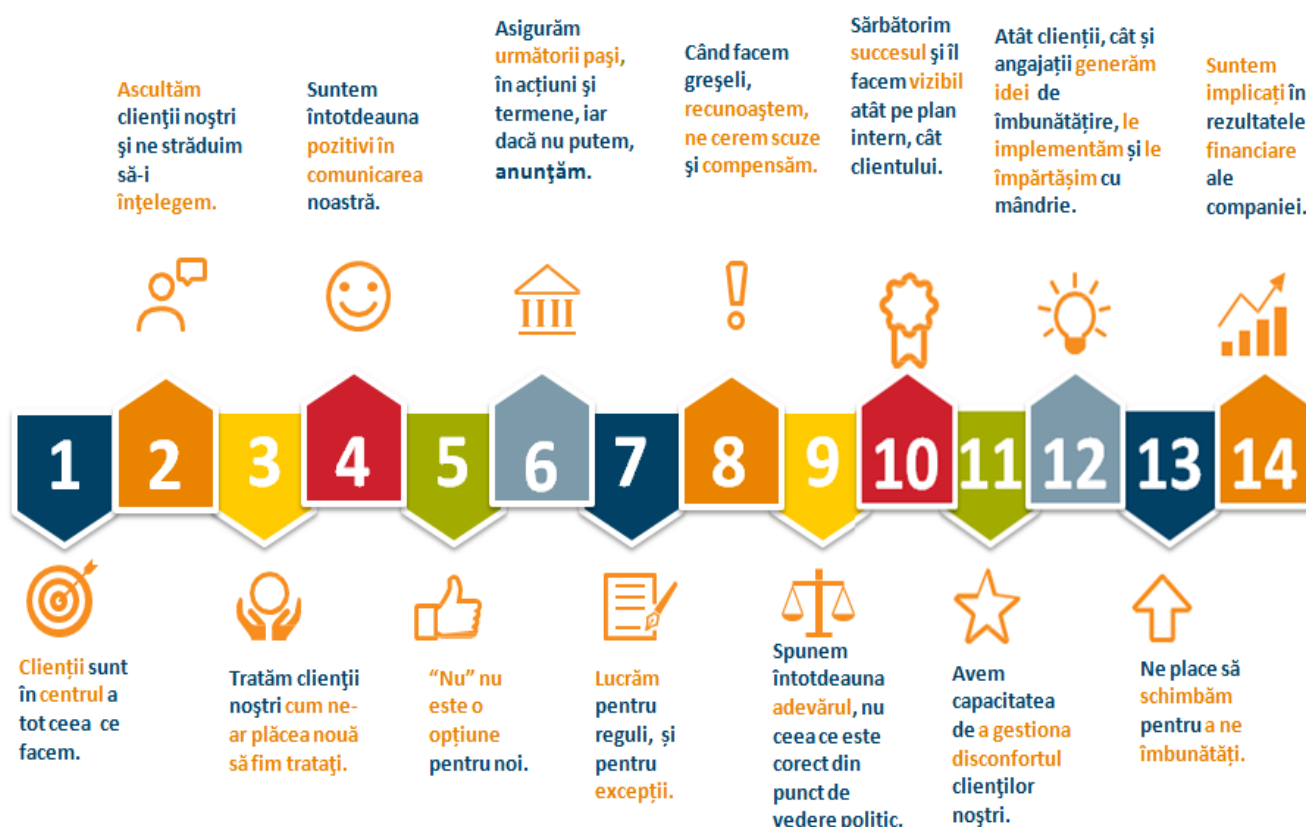 Ascultăm
clienţii noştri
şi ne străduim
să-i
înţelegem.
Suntem
întotdeauna
pozitivi în
comunicarea
noastră.
Asigurăm
următorii paşi,
în acţiuni şi
termene, iar
dacă nu putem,
anunţăm.
Când facem
greşeli,
recunoaştem,
ne cerem scuze
şi compensăm.
Sărbătorim
succesul şi îl
facem vizibil
atât pe plan
intern, cât
clientului.
Atât clienții, cât și
angajații generăm
idei de
îmbunătățire, le
implementăm și le
împărtășim cu
mândrie.
Suntem
implicați în
rezultatele
financiare
ale
companiei.
1 2 3 4 5 6 7 8 9 10 11 12 13 14
Clienții sunt
în centrul a
tot ceea ce
facem.
Tratăm clienţii
noştri cum ne-
ar plăcea nouă
să fim trataţi.
“Nu” nu
este o
opțiune
pentru noi.
Lucrăm
pentru
reguli, și
pentru
excepții.
Spunem
întotdeauna
adevărul, nu
ceea ce este
corect din
punct de
vedere politic.
Avem
capacitatea
de a gestiona
disconfortul
clienţilor
noştri.
Ne place să
schimbăm
pentru a ne
îmbunătăți.